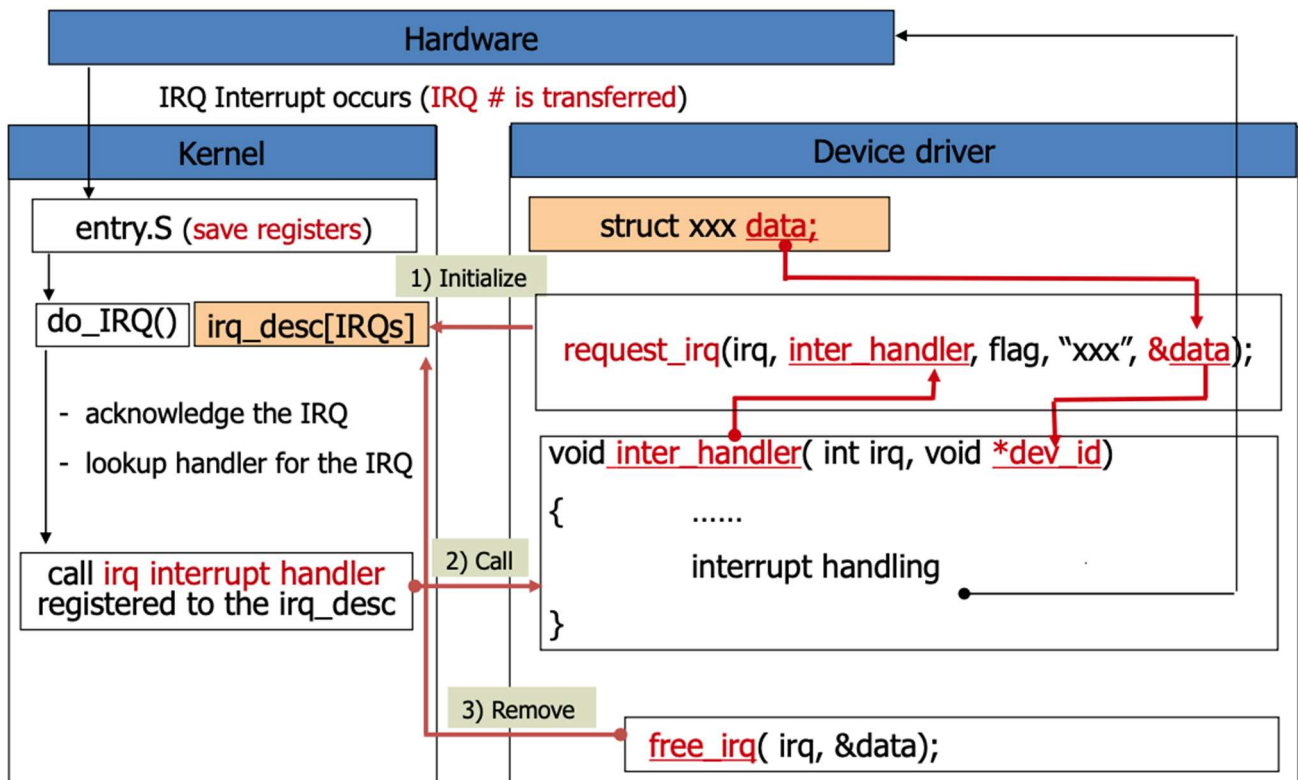 Hardware
IRQ Interrupt occurs (IRQ # is transferred)
Kernel
entry.S (save registers)
do_IRQ()
irq_desc[IRQs]
- acknowledge the IRQ
- lookup handler for the IRQ
call irq interrupt handler
registered to the irq_desc
1) Initialize
2) Call
3) Remove
Device driver
struct xxx data;
request_irq(irq, inter_handler, flag, “xxx”, &data);
void inter_handler( int irq, void *dev_id)
{ ......
interrupt handling
}
free_irq( irq, &data);